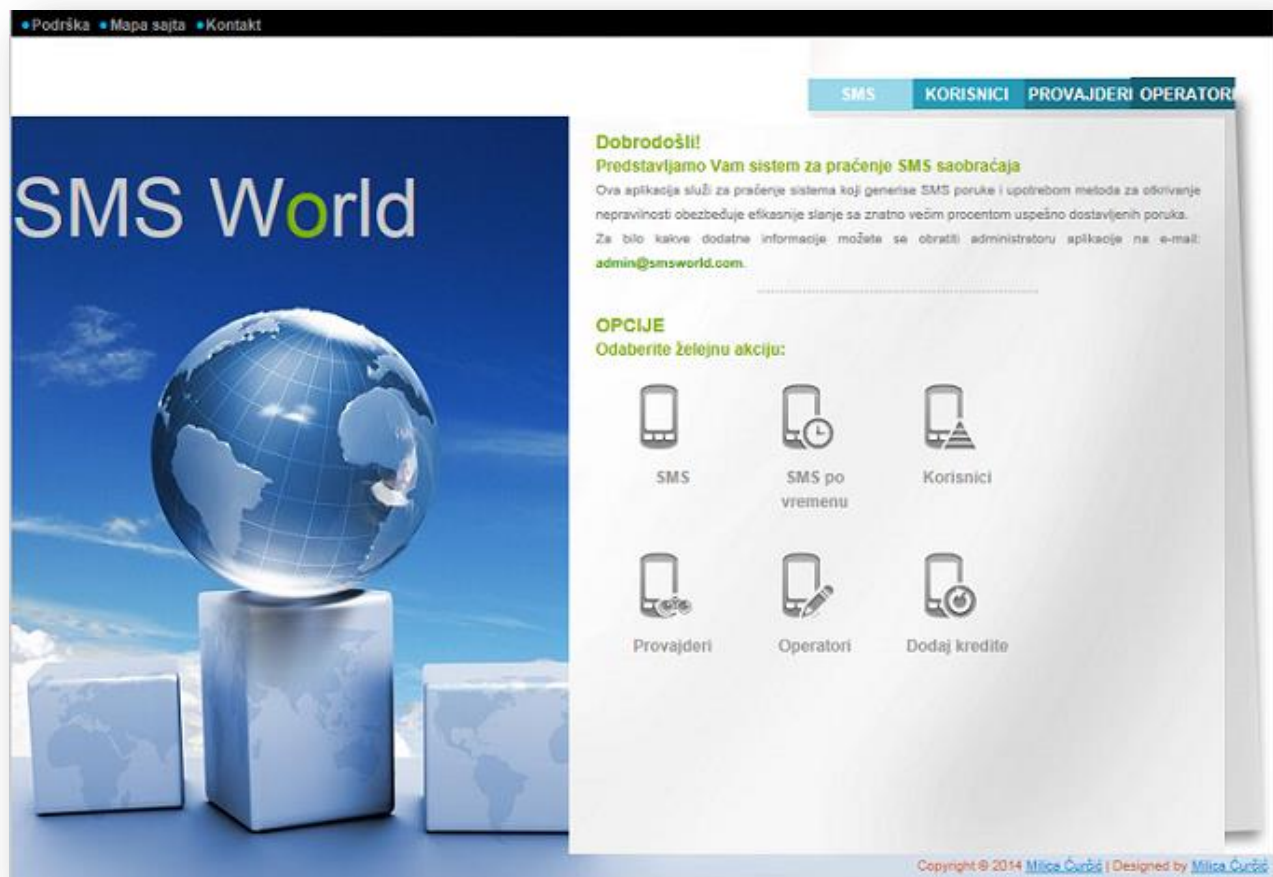 Podrška Mapa sajta Kontakt
SMS KORISNICI PROVAJDERI OPERATORI
SMS World
Dobrodošli!
Predstavljamo Vam sistem za praćenje SMS saobraćaja
Ova aplikacija služi za praćenje sistema koji generise SMS poruke i upotrebom metoda za otkrivanje
nepravilnosti obezbeđuje efikasnije slanje sa znatno većim procentom uspešno dostavljenih poruka.
Za bilo kakve dodatne informacije možete se obratiti administratoru aplikacije na e-mail:
admin@smsworld.com.
OPCIJE
Odaberite želejnu akciju:
SMS
SMS po
vremenu
Korisnici
Provajderi
Operatori
Dodaj kredite
Copyright © 2014 Milica Ćurčić | Designed by Milica Ćurčić